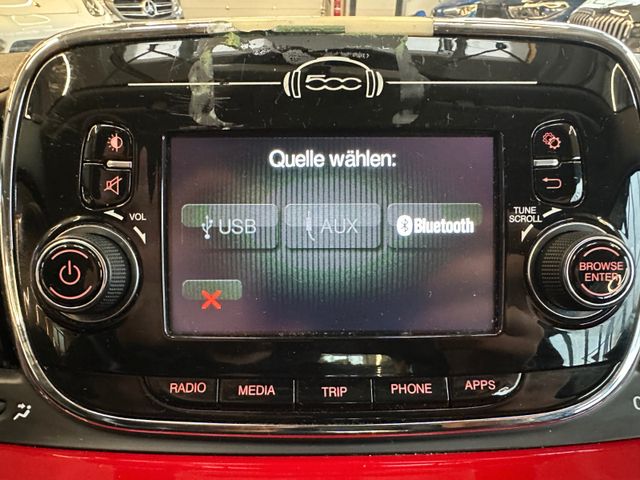 500
Quelle wählen:
VOL
TUNE
SCROLL
USB
AUX
Bluetooth
BROWSE
ENTER
RADIO
MEDIA
TRIP
PHONE
APPS